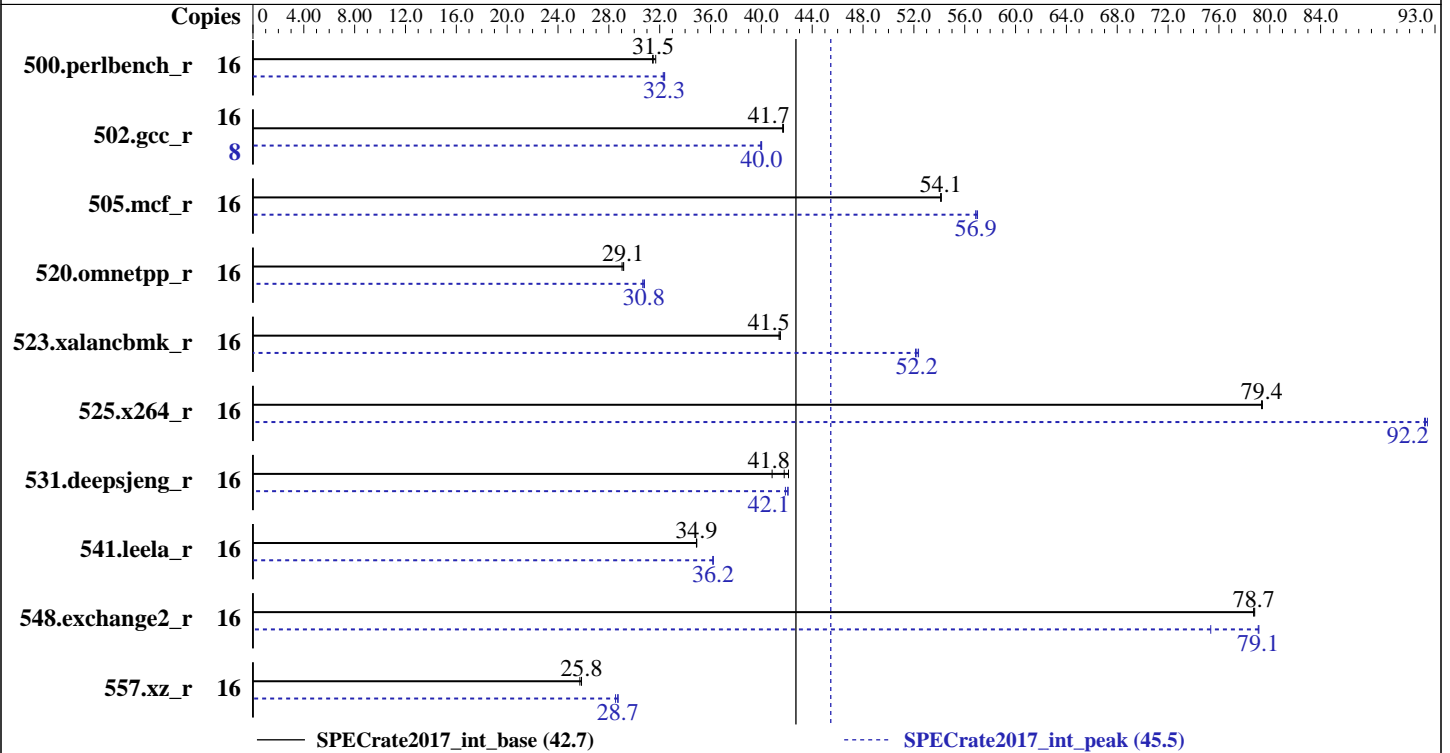 Copies 0 4.00 8.00 12.0 16.0 20.0 24.0 28.0 32.0 36.0 40.0 44.0 48.0 52.0 56.0 60.0 64.0 68.0 72.0 76.0 80.0 84.0 93.0
500.perlbench_r 16 31.5
32.3
502.gcc_r 16 41.7
8 40.0
505.mcf_r 16 54.1
56.9
520.omnetpp_r 16 29.1
30.8
523.xalancbmk_r 16 41.5
52.2
525.x264_r 16 79.4
92.2
531.deepsjeng_r 16 41.8
42.1
541.leela_r 16 34.9
36.2
548.exchange2_r 16 78.7
79.1
557.xz_r 16 25.8
28.7
SPECrate2017_int_base (42.7) SPECrate2017_int_peak (45.5)